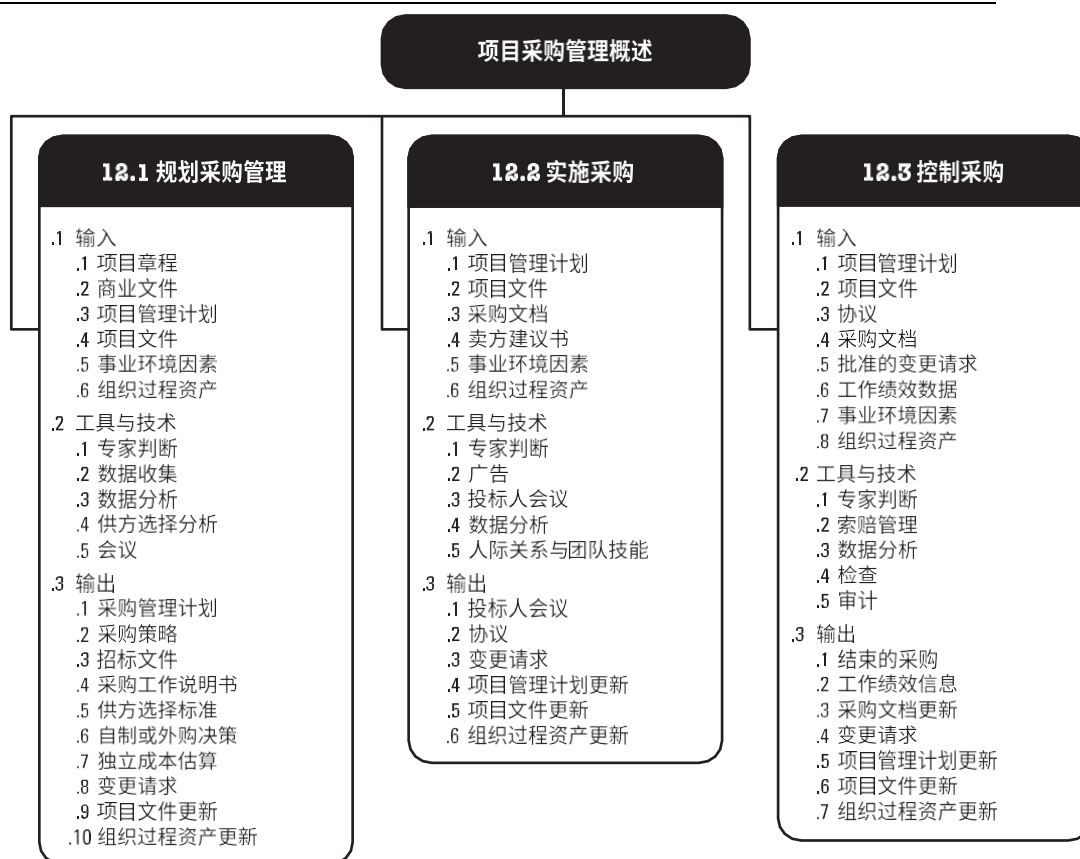 项目采购管理概述
12.1 规划采购管理
.1 输入
.1 项目章程
.2 商业文件
.3 项目管理计划
.4 项目文件
.5 事业环境因素
.6 组织过程资产
.2 工具与技术
.1 专家判断
.2 数据收集
.3 数据分析
.4 供方选择分析
.5 会议
.3 输出
.1 采购管理计划
.2 采购策略
.3 招标文件
.4 采购工作说明书
.5 供方选择标准
.6 自制或外购决策
.7 独立成本估算
.8 变更请求
.9 项目文件更新
.10 组织过程资产更新
12.2 实施采购
.1 输入
.1 项目管理计划
.2 项目文件
.3 采购文档
.4 卖方建议书
.5 事业环境因素
.6 组织过程资产
.2 工具与技术
.1 专家判断
.2 广告
.3 投标人会议
.4 数据分析
.5 人际关系与团队技能
.3 输出
.1 投标人会议
.2 协议
.3 变更请求
.4 项目管理计划更新
.5 项目文件更新
.6 组织过程资产更新
12.3 控制采购
.1 输入
.1 项目管理计划
.2 项目文件
.3 协议
.4 采购文档
.5 批准的变更请求
.6 工作绩效数据
.7 事业环境因素
.8 组织过程资产
.2 工具与技术
.1 专家判断
.2 索赔管理
.3 数据分析
.4 检查
.5 审计
.3 输出
.1 结束的采购
.2 工作绩效信息
.3 采购文档更新
.4 变更请求
.5 项目管理计划更新
.6 项目文件更新
.7 组织过程资产更新